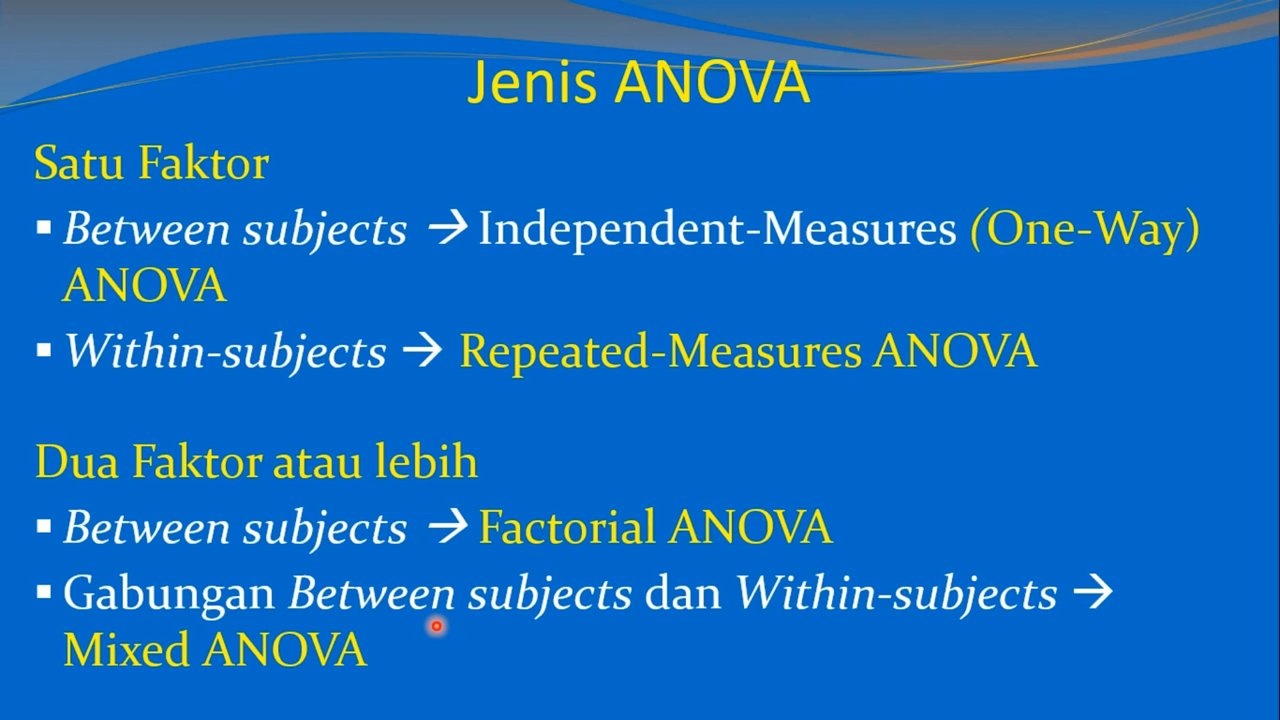 Jenis ANOVA
Satu Faktor
▪ Between subjects → Independent-Measures (One-Way)
ANOVA
▪ Within-subjects → Repeated-Measures ANOVA
Dua Faktor atau lebih
▪ Between subjects → Factorial ANOVA
▪ Gabungan Between subjects dan Within-subjects →
Mixed ANOVA